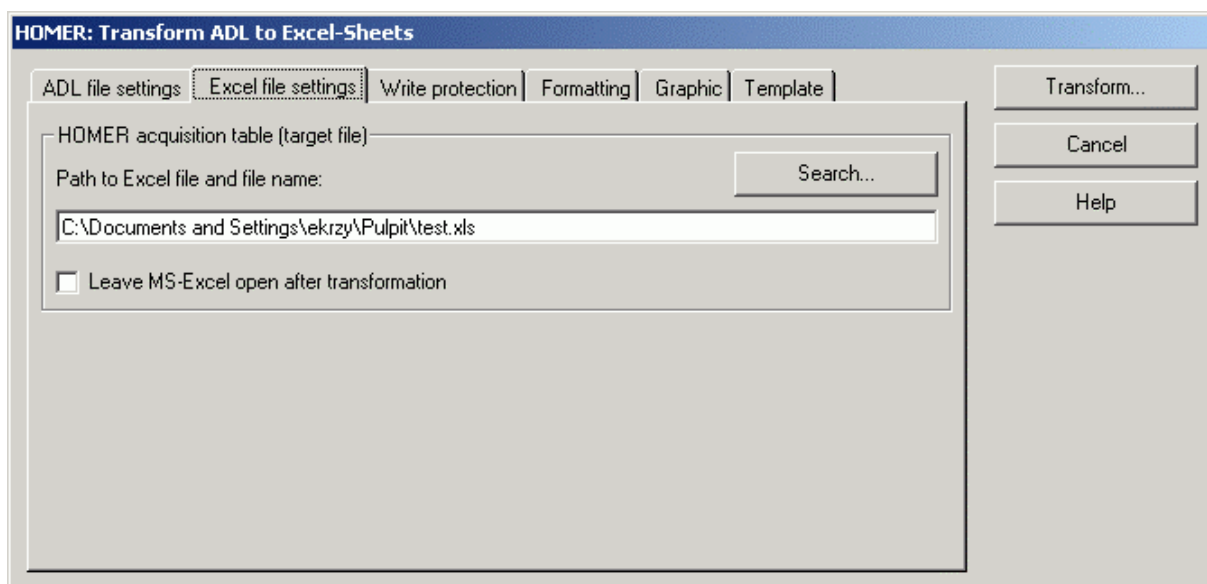 HOMER: Transform ADL to Excel-Sheets
ADL file settings Excel file settings Write protection Formatting Graphic Template
Transform...
Cancel
Help
HOMER acquisition table (target file)
Path to Excel file and file name:
Search...
C:\Documents and Settings\ekrzy\Pulpit\test.xls
Leave MS-Excel open after transformation